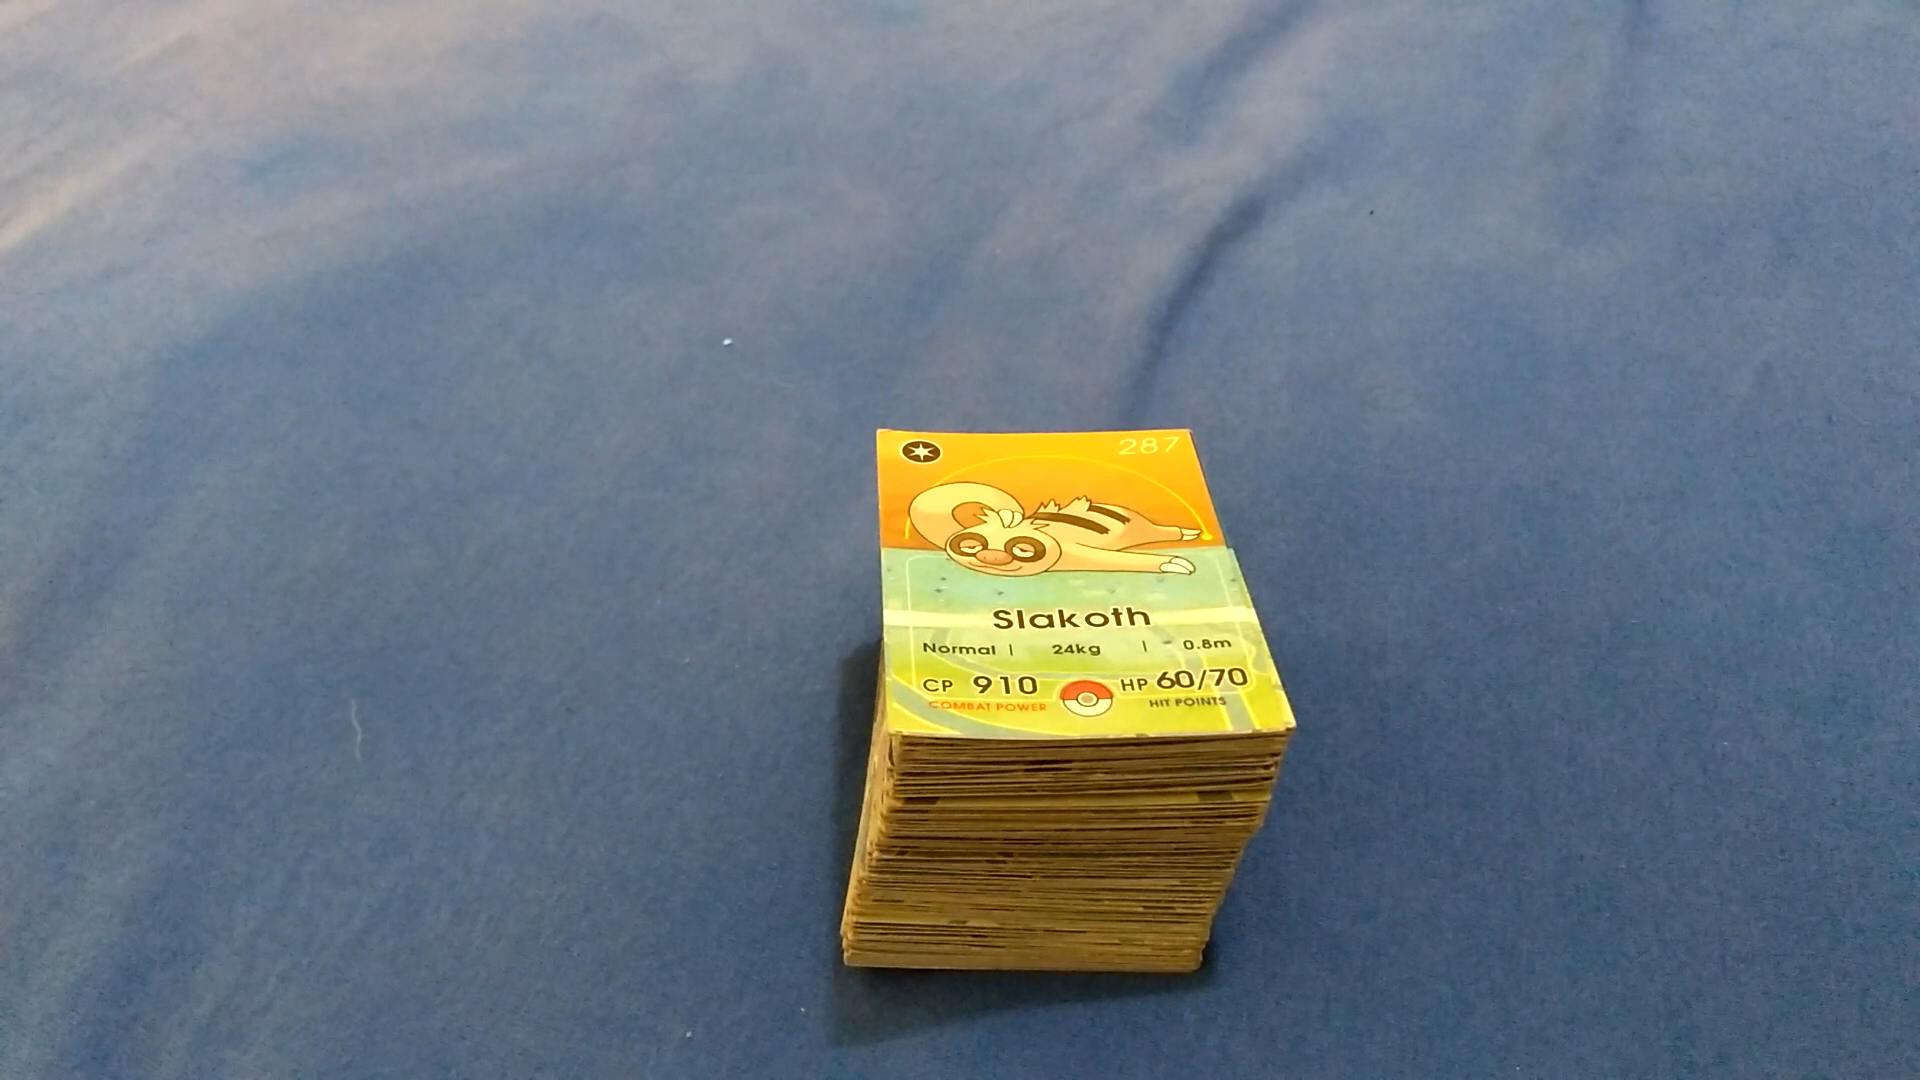 287
Slakoth
Normal | 24kg | 0.8m
CP 910 HP 60/70
COMBAT POWER HIT POINTS